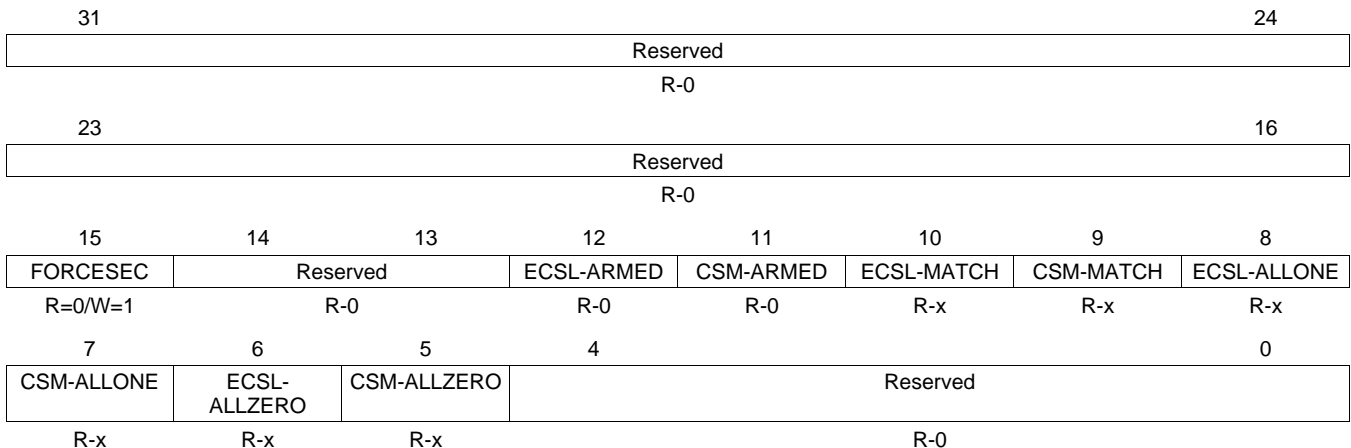 31 24
Reserved
R-0
23 16
Reserved
R-0
15 14 13 12 11 10 9 8
FORCESEC Reserved ECSL-ARMED CSM-ARMED ECSL-MATCH CSM-MATCH ECSL-ALLONE
R=0/W=1 R-0 R-0 R-0 R-x R-x R-x
7 6 5 4 0
CSM-ALLONE ECSL- CSM-ALLZERO Reserved
ALLZERO
R-x R-x R-x R-0